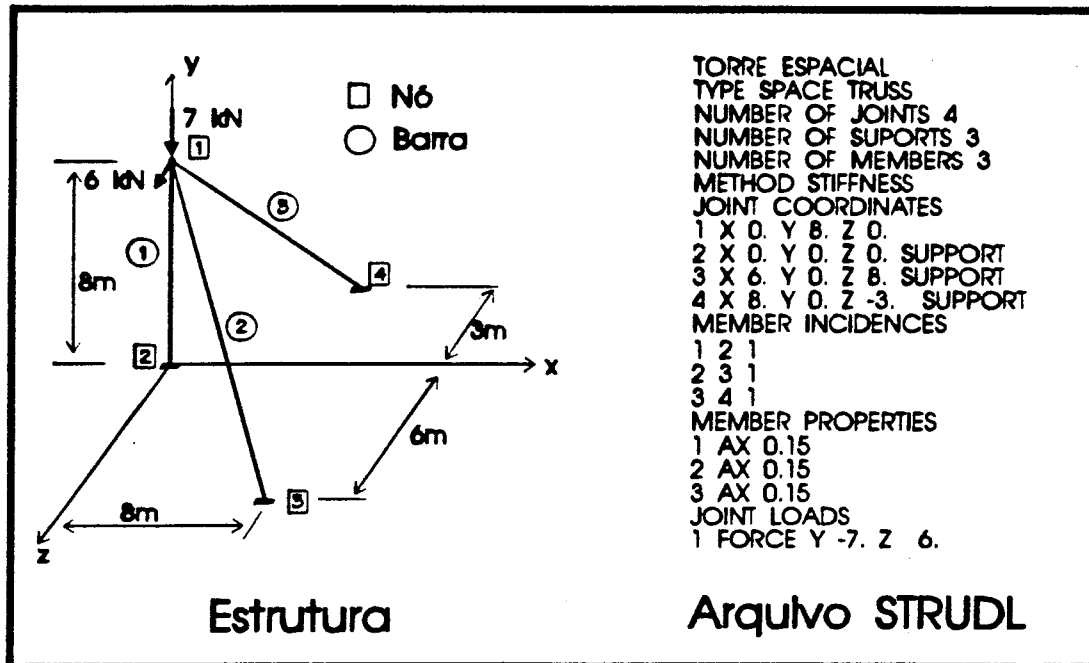 y
7 kN
1
6 kN
□ Nó
○ Barra
3
1
8m
4
2
3m
2
x
6m
3
8m
z
Estrutura
TORRE ESPACIAL
TYPE SPACE TRUSS
NUMBER OF JOINTS 4
NUMBER OF SUPORTS 3
NUMBER OF MEMBERS 3
METHOD STIFFNESS
JOINT COORDINATES
1 X 0. Y 8. Z 0.
2 X 0. Y 0. Z 0. SUPPORT
3 X 6. Y 0. Z 8. SUPPORT
4 X 8. Y 0. Z -3. SUPPORT
MEMBER INCIDENCES
1 2 1
2 3 1
3 4 1
MEMBER PROPERTIES
1 AX 0.15
2 AX 0.15
3 AX 0.15
JOINT LOADS
1 FORCE Y -7. Z 6.
Arquivo STRUDL